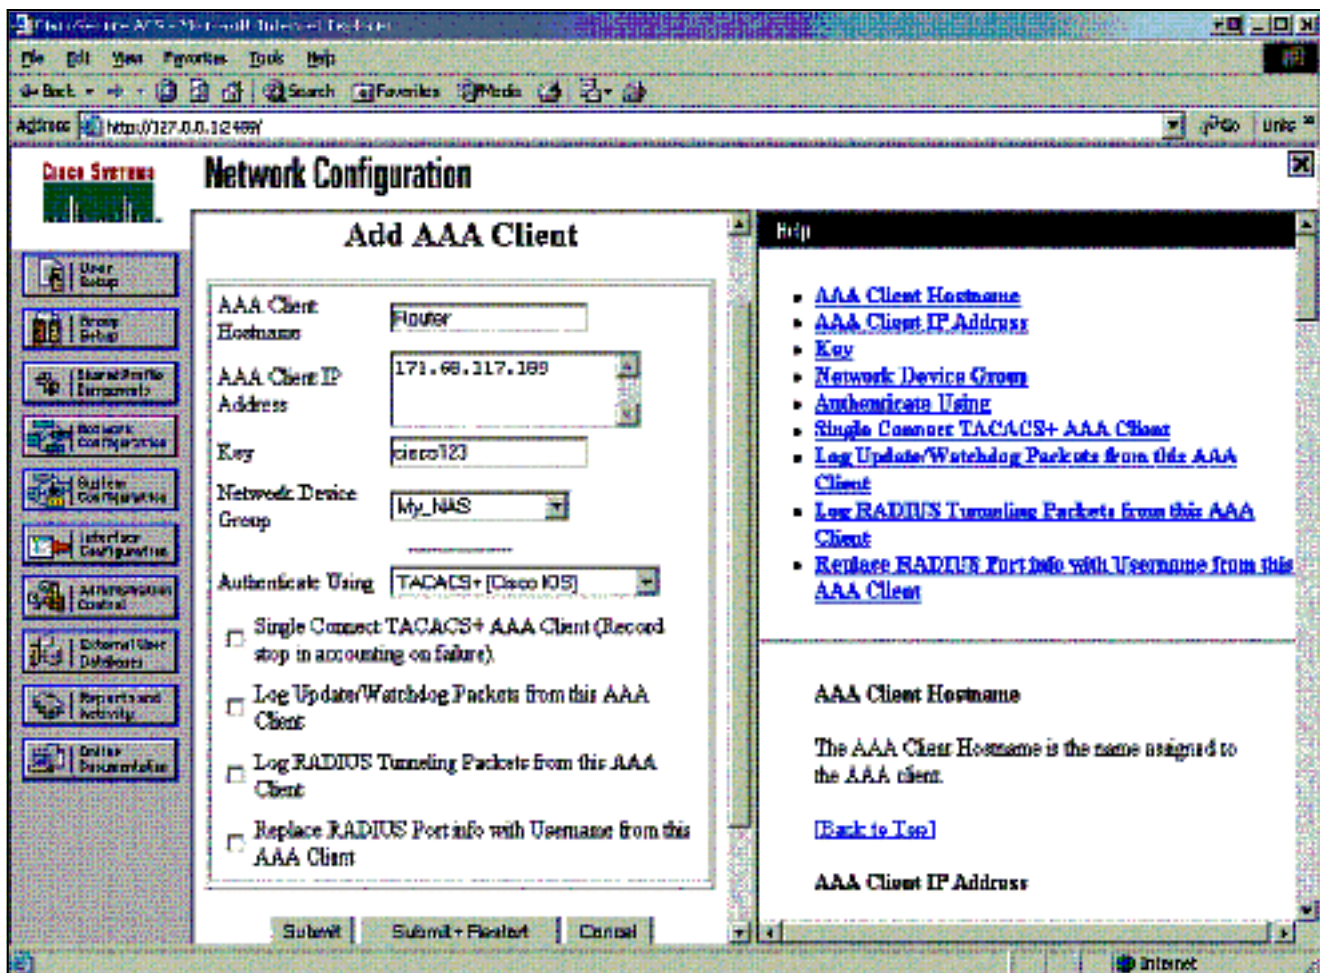 CiscoSecure ACS - Microsoft Internet Explorer
File Edit View Favorites Tools Help
Back Search Favorites Media
Address http://127.0.0.1:2499/ Go Links »
CISCO SYSTEMS
Network Configuration
User Setup
Group Setup
Shared Profile Components
Network Configuration
System Configuration
Interface Configuration
Administration Control
External User Databases
Reports and Activity
Online Documentation
Add AAA Client
AAA Client Hostname
Router
AAA Client IP Address
171.68.117.189
Key
cisco123
Network Device Group
My_NAS
Authenticate Using
TACACS+ [Cisco IOS]
Single Connect TACACS+ AAA Client (Record
stop in accounting on failure).
Log Update/Watchdog Packets from this AAA
Client
Log RADIUS Tunneling Packets from this AAA
Client
Replace RADIUS Port info with Username from this
AAA Client
Submit Submit + Restart Cancel
Help
AAA Client Hostname
AAA Client IP Address
Key
Network Device Group
Authenticate Using
Single Connect TACACS+ AAA Client
Log Update/Watchdog Packets from this AAA
Client
Log RADIUS Tunneling Packets from this AAA
Client
Replace RADIUS Port info with Username from this
AAA Client
AAA Client Hostname
The AAA Client Hostname is the name assigned to
the AAA client.
[Back to Top]
AAA Client IP Address
Internet